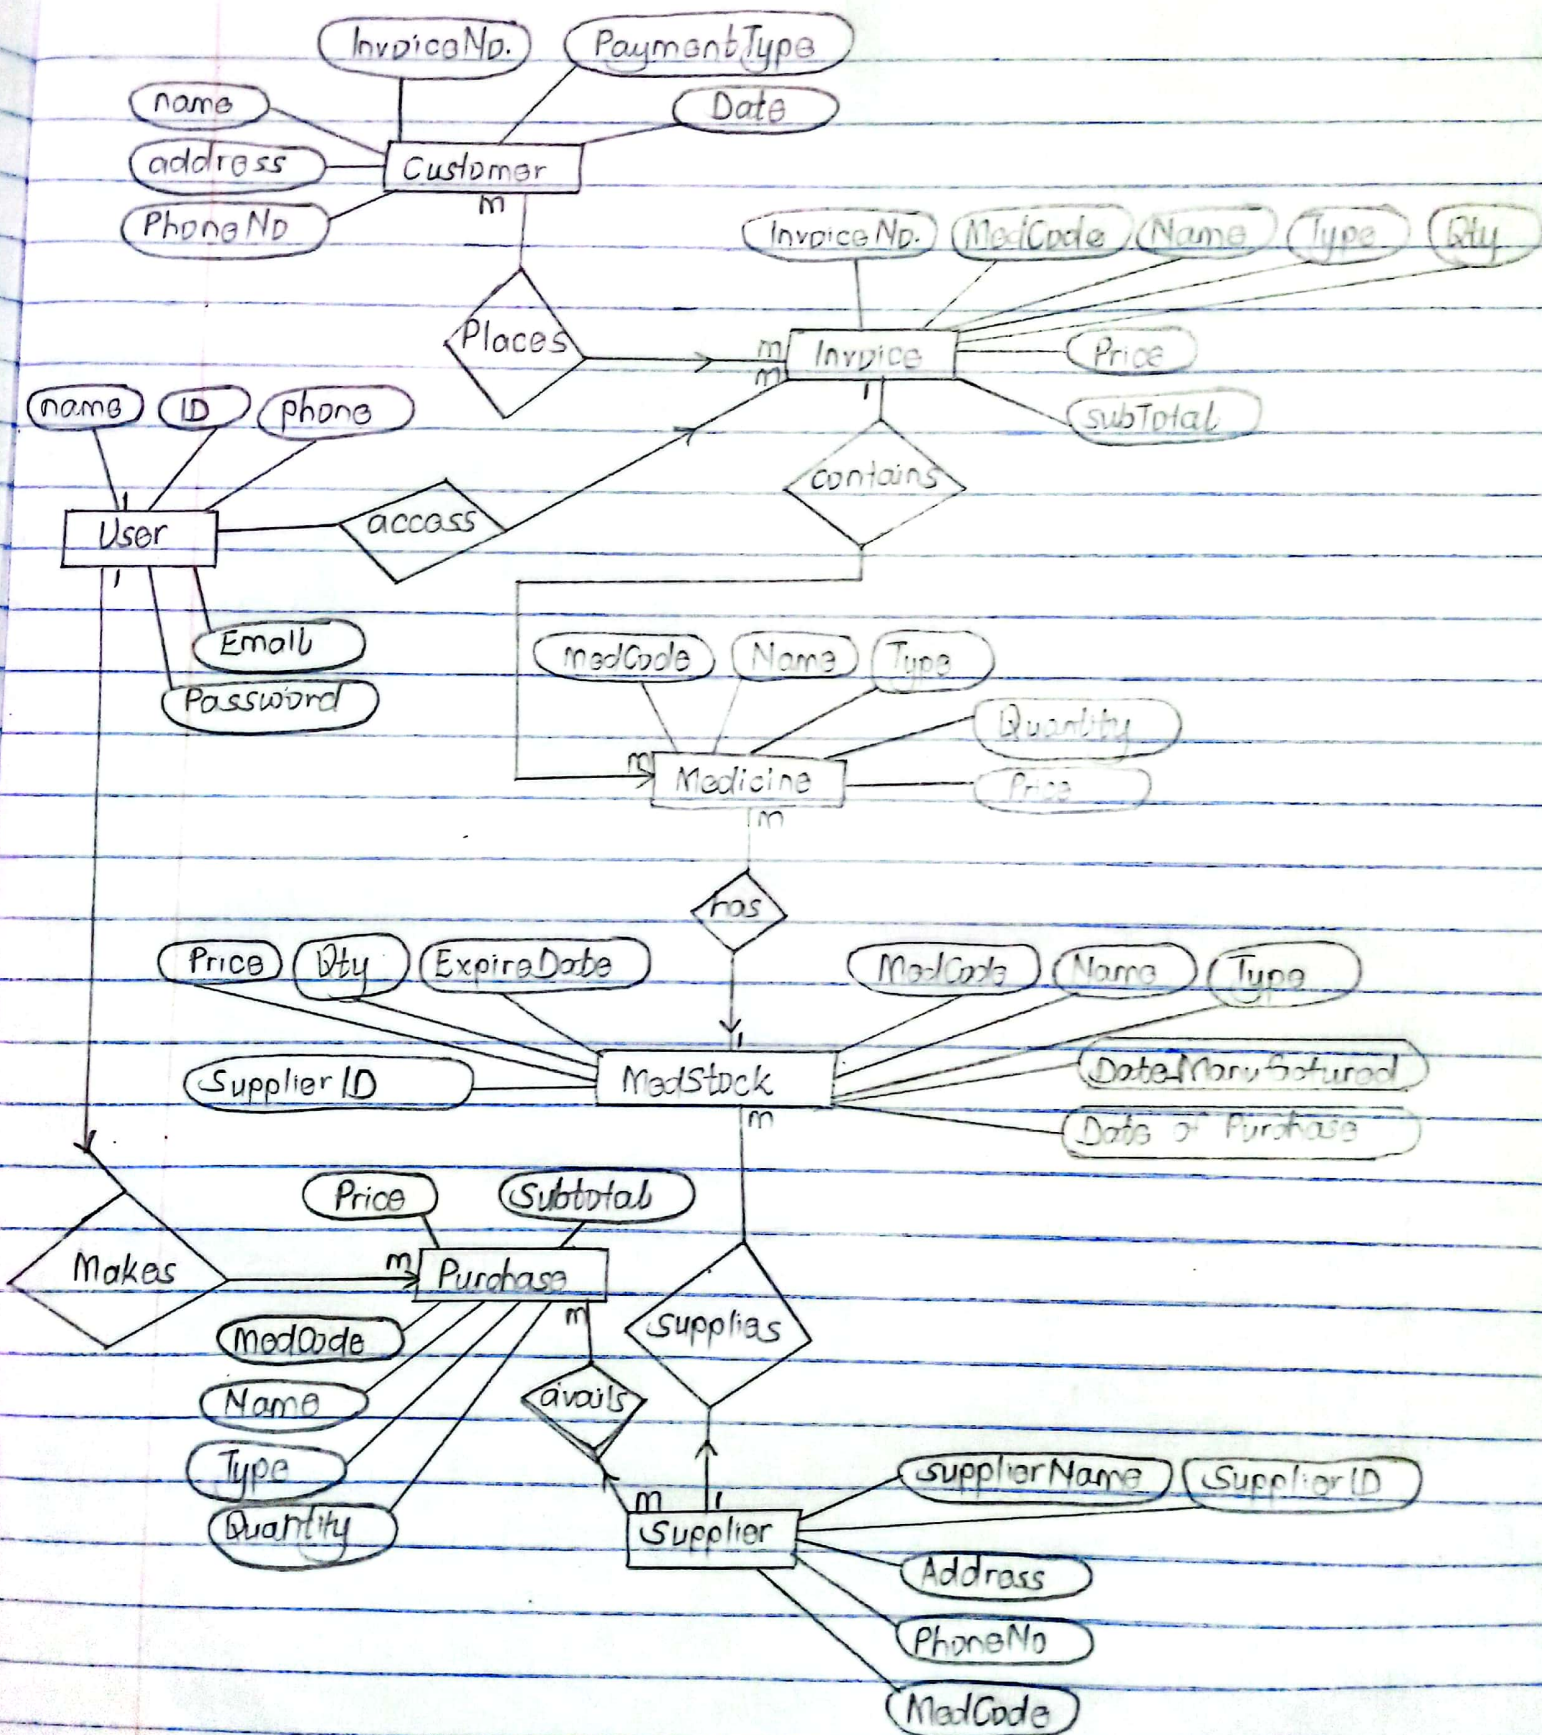 InvoiceNo.
PaymentType
name
Date
address
Customer
PhoneNo
m
InvoiceNo.
MedCode
Name
Type
Qty
Places
m
Invoice
Price
m
1
name
ID
phone
subTotal
contains
1
access
User
1
Email
Password
MedCode
Name
Type
Quantity
m
Medicine
Price
m
has
Price
Qty
ExpireDate
MedCode
Name
Type
1
SupplierID
MedStock
DateManufactured
m
Date of Purchase
Price
Subtotal
Makes
m
Purchase
m
supplies
MedCode
avails
Name
Type
supplierName
SupplierID
m
1
Quantity
Supplier
Address
PhoneNo
MedCode